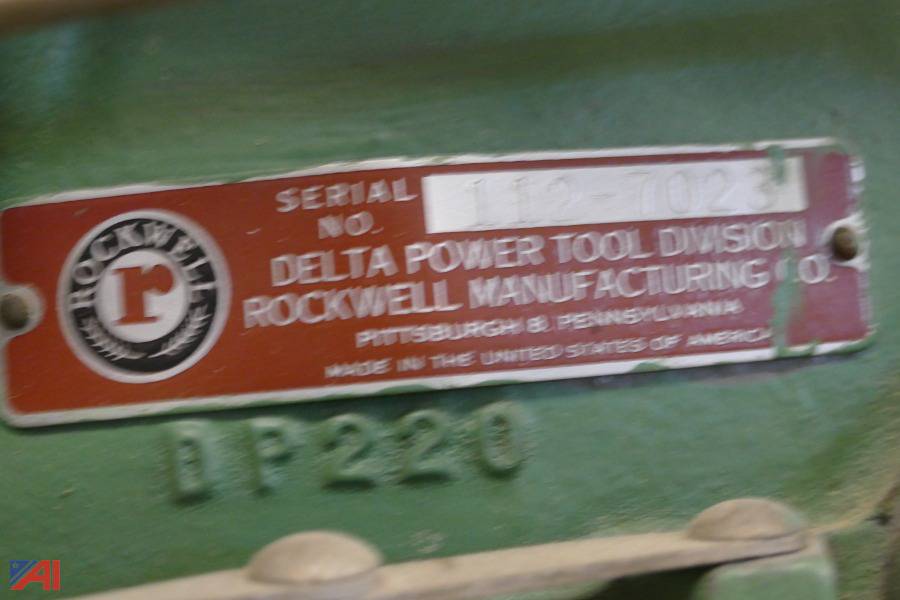 SERIAL NO. 112-7023
ROCKWELL
r
DELTA POWER TOOL DIVISION
ROCKWELL MANUFACTURING CO.
PITTSBURGH 8, PENNSYLVANIA
MADE IN THE UNITED STATES OF AMERICA
DP220
AI